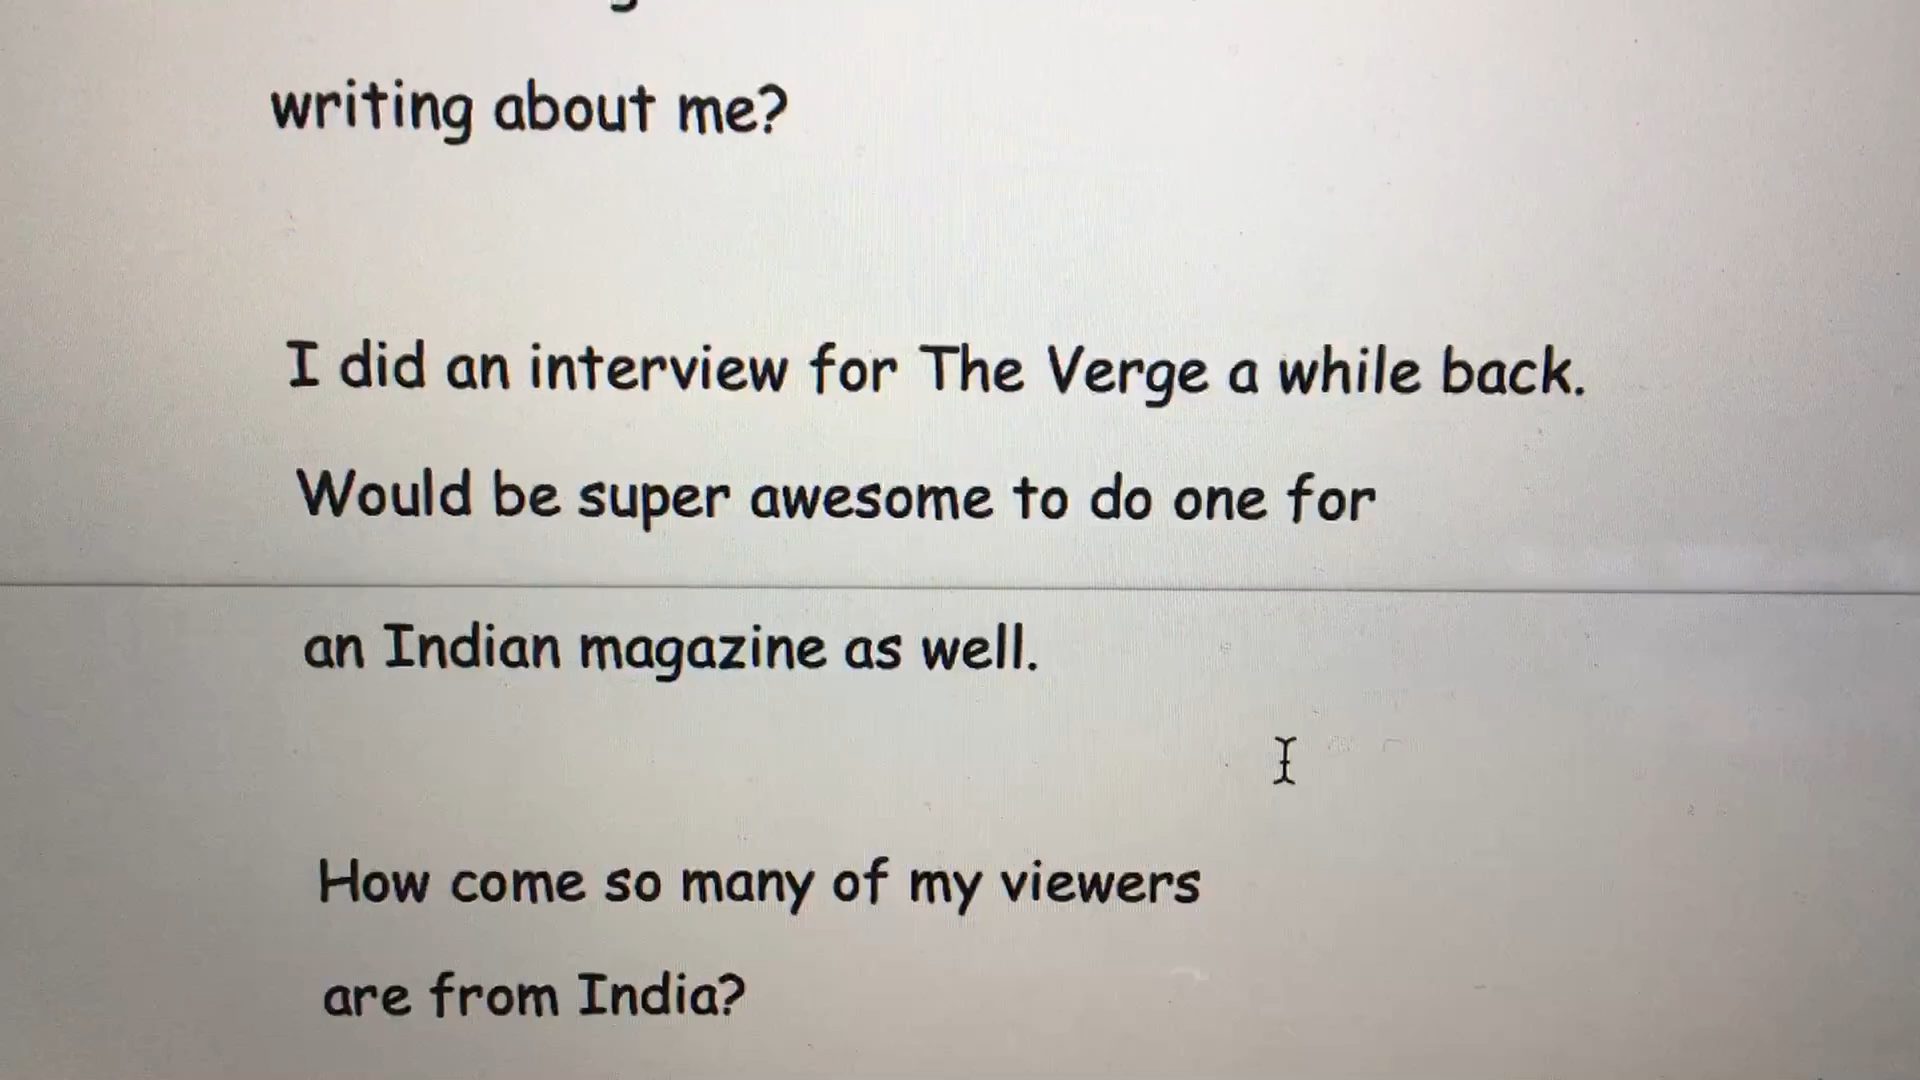 writing about me?
I did an interview for The Verge a while back.
Would be super awesome to do one for
an Indian magazine as well.
How come so many of my viewers
are from India?